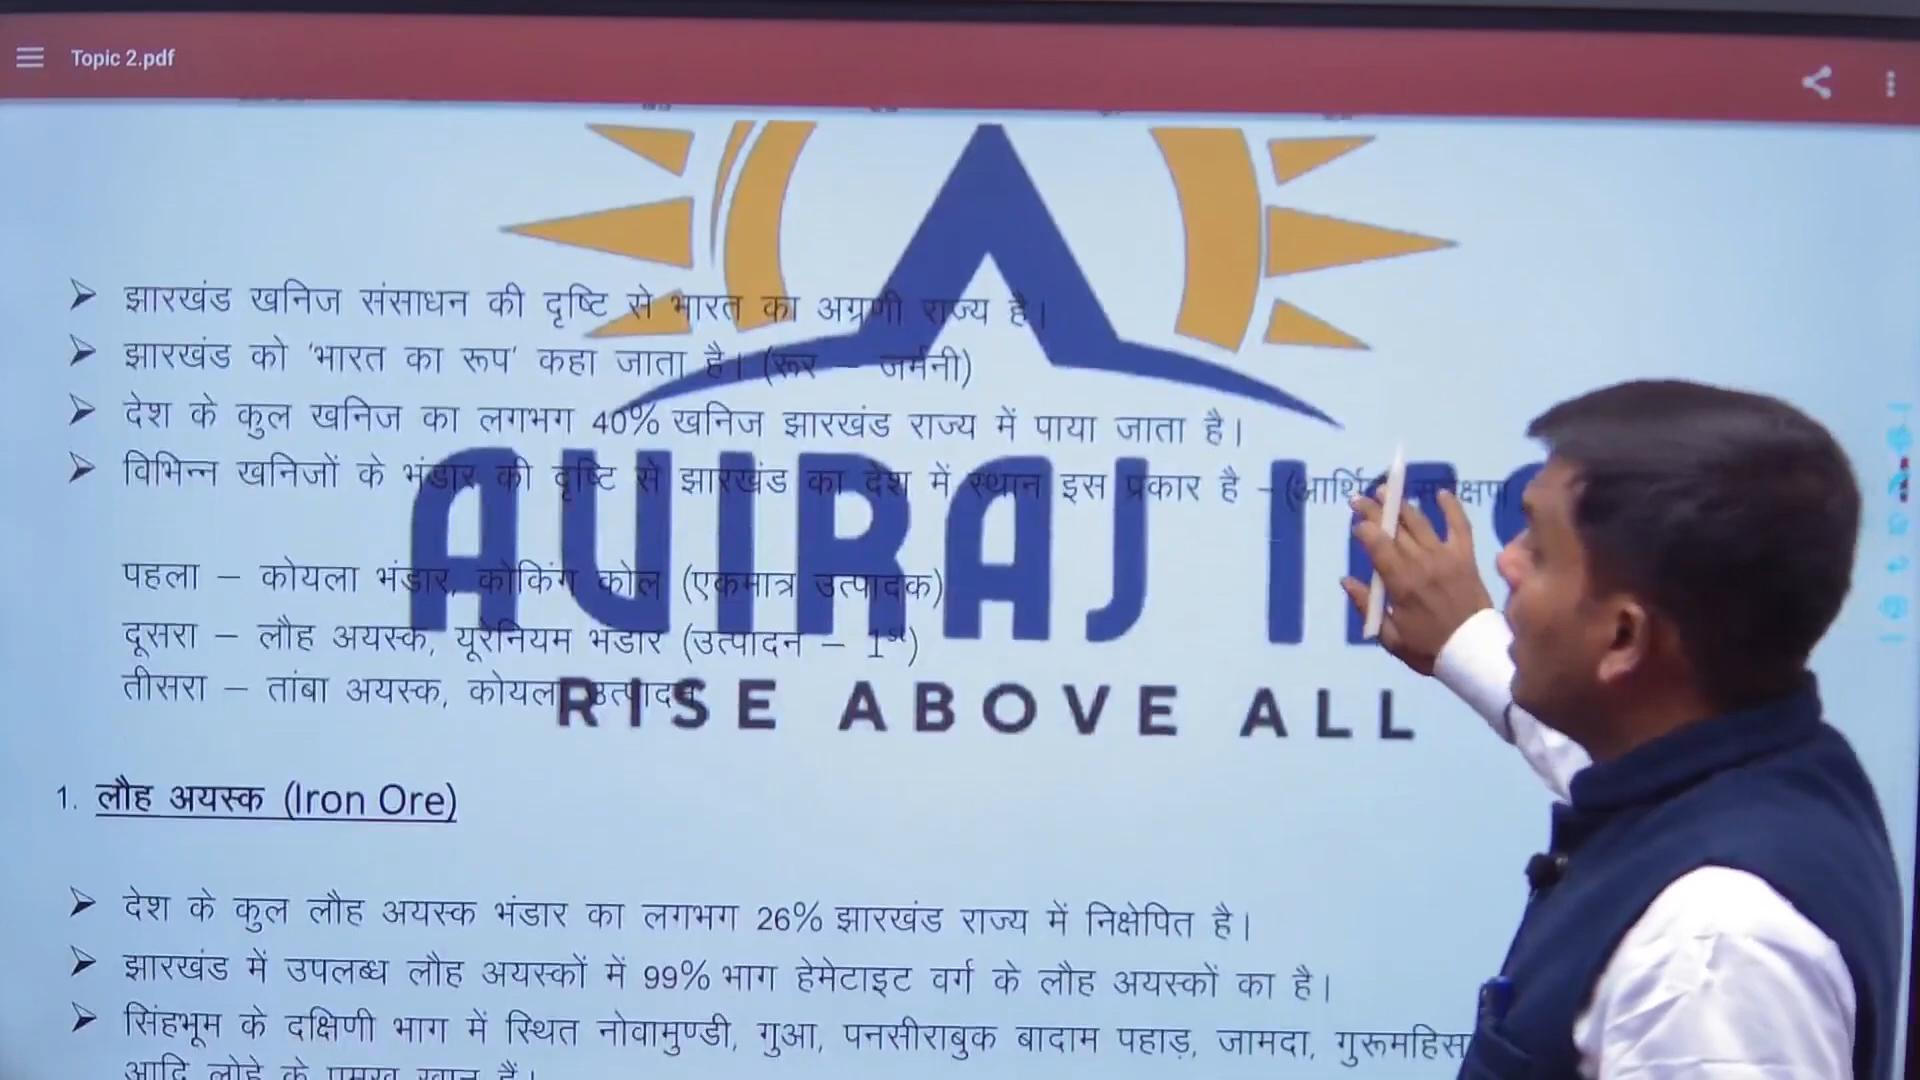 Topic 2.pdf
➤ झारखंड खनिज संसाधन की दृष्टि से भारत का अग्रणी राज्य है।
➤ झारखंड को 'भारत का रूप' कहा जाता है। (रूर – जर्मनी)
➤ देश के कुल खनिज का लगभग 40% खनिज झारखंड राज्य में पाया जाता है।
➤ विभिन्न खनिजों के भंडार की दृष्टि से झारखंड का देश में स्थान इस प्रकार है –
AVIRAJ
पहला – कोयला भंडार, कोकिंग कोल (एकमात्र उत्पादक)
दूसरा – लौह अयस्क, यूरेनियम भंडार (उत्पादन – 1st)
तीसरा – तांबा अयस्क, कोयला उत्पादन
RISE ABOVE ALL
1. लौह अयस्क (Iron Ore)
➤ देश के कुल लौह अयस्क भंडार का लगभग 26% झारखंड राज्य में निक्षेपित है।
➤ झारखंड में उपलब्ध लौह अयस्कों में 99% भाग हेमेटाइट वर्ग के लौह अयस्कों का है।
➤ सिंहभूम के दक्षिणी भाग में स्थित नोवामुण्डी, गुआ, पनसीराबुक बादाम पहाड़, जामदा,